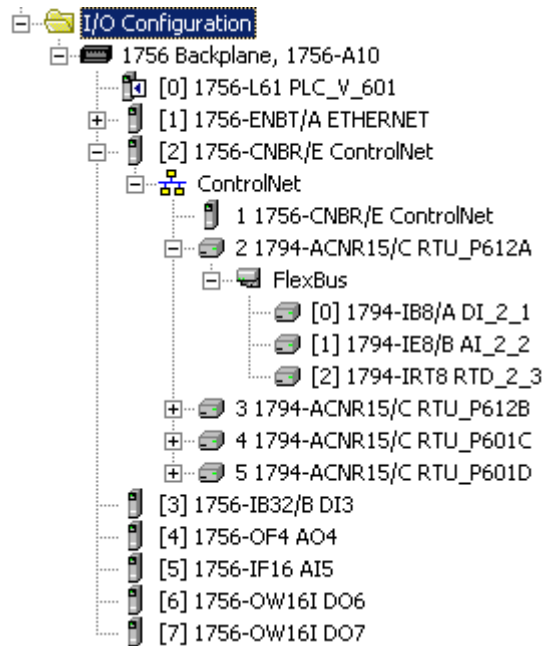 I/O Configuration
1756 Backplane, 1756-A10
[0] 1756-L61 PLC_V_601
[1] 1756-ENBT/A ETHERNET
[2] 1756-CNBR/E ControlNet
ControlNet
1 1756-CNBR/E ControlNet
2 1794-ACNR15/C RTU_P612A
FlexBus
[0] 1794-IB8/A DI_2_1
[1] 1794-IE8/B AI_2_2
[2] 1794-IRT8 RTD_2_3
3 1794-ACNR15/C RTU_P612B
4 1794-ACNR15/C RTU_P601C
5 1794-ACNR15/C RTU_P601D
[3] 1756-IB32/B DI3
[4] 1756-OF4 AO4
[5] 1756-IF16 AI5
[6] 1756-OW16I DO6
[7] 1756-OW16I DO7